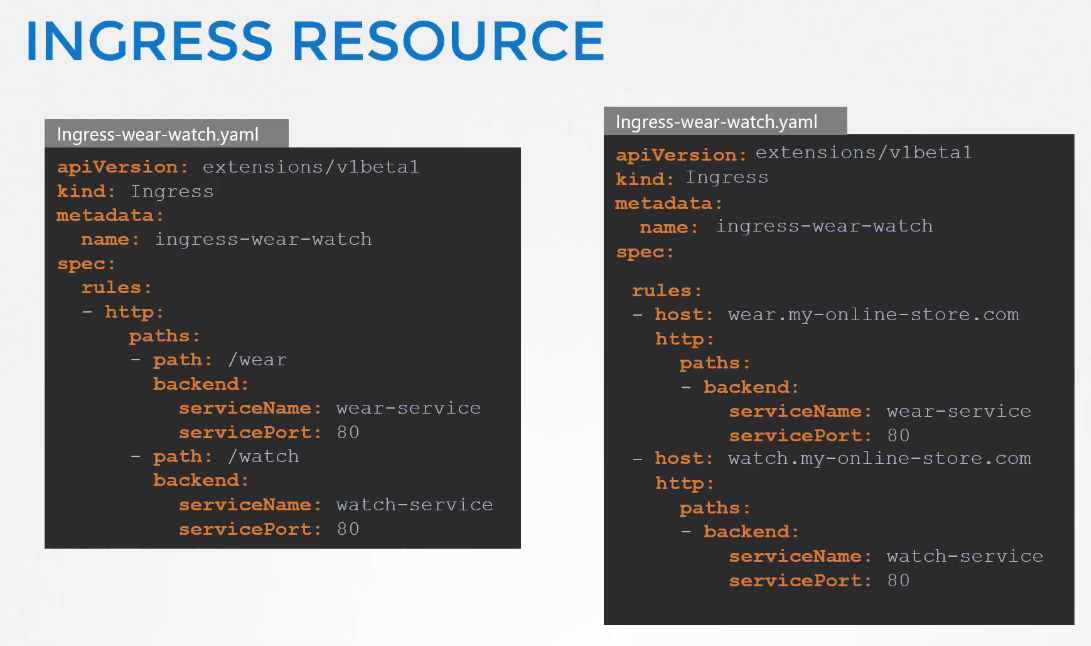 INGRESS RESOURCE
Ingress-wear-watch.yaml
apiVersion: extensions/v1beta1
kind: Ingress
metadata:
  name: ingress-wear-watch
spec:
  rules:
  - http:
      paths:
      - path: /wear
        backend:
          serviceName: wear-service
          servicePort: 80
      - path: /watch
        backend:
          serviceName: watch-service
          servicePort: 80
Ingress-wear-watch.yaml
apiVersion: extensions/v1beta1
kind: Ingress
metadata:
  name: ingress-wear-watch
spec:
  rules:
  - host: wear.my-online-store.com
    http:
      paths:
      - backend:
          serviceName: wear-service
          servicePort: 80
  - host: watch.my-online-store.com
    http:
      paths:
      - backend:
          serviceName: watch-service
          servicePort: 80